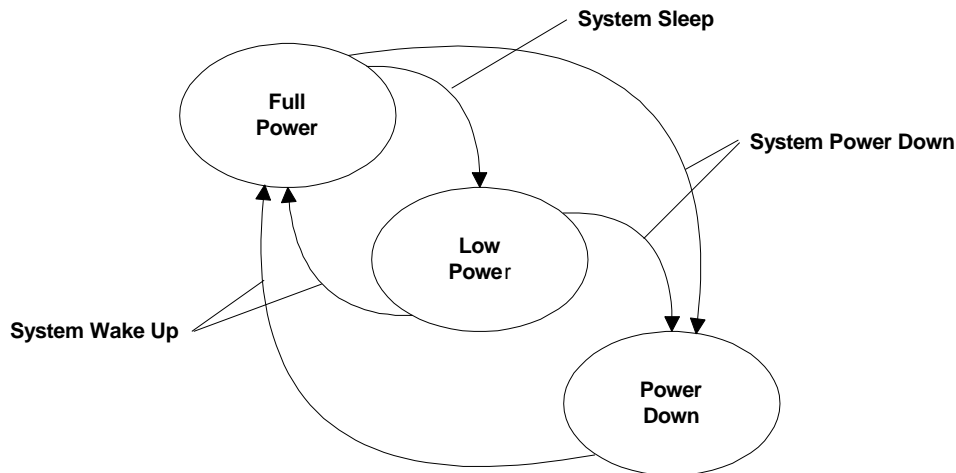 System Sleep
Full
Power
System Power Down
Low
Power
System Wake Up
Power
Down